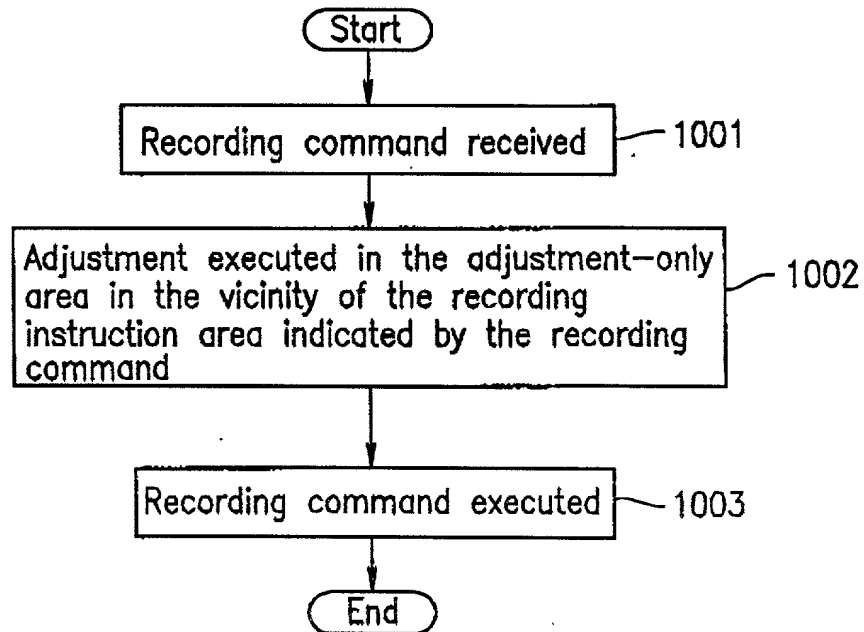 Start
Recording command received
1001
Adjustment executed in the adjustment-only
area in the vicinity of the recording
instruction area indicated by the recording
command
1002
Recording command executed
1003
End